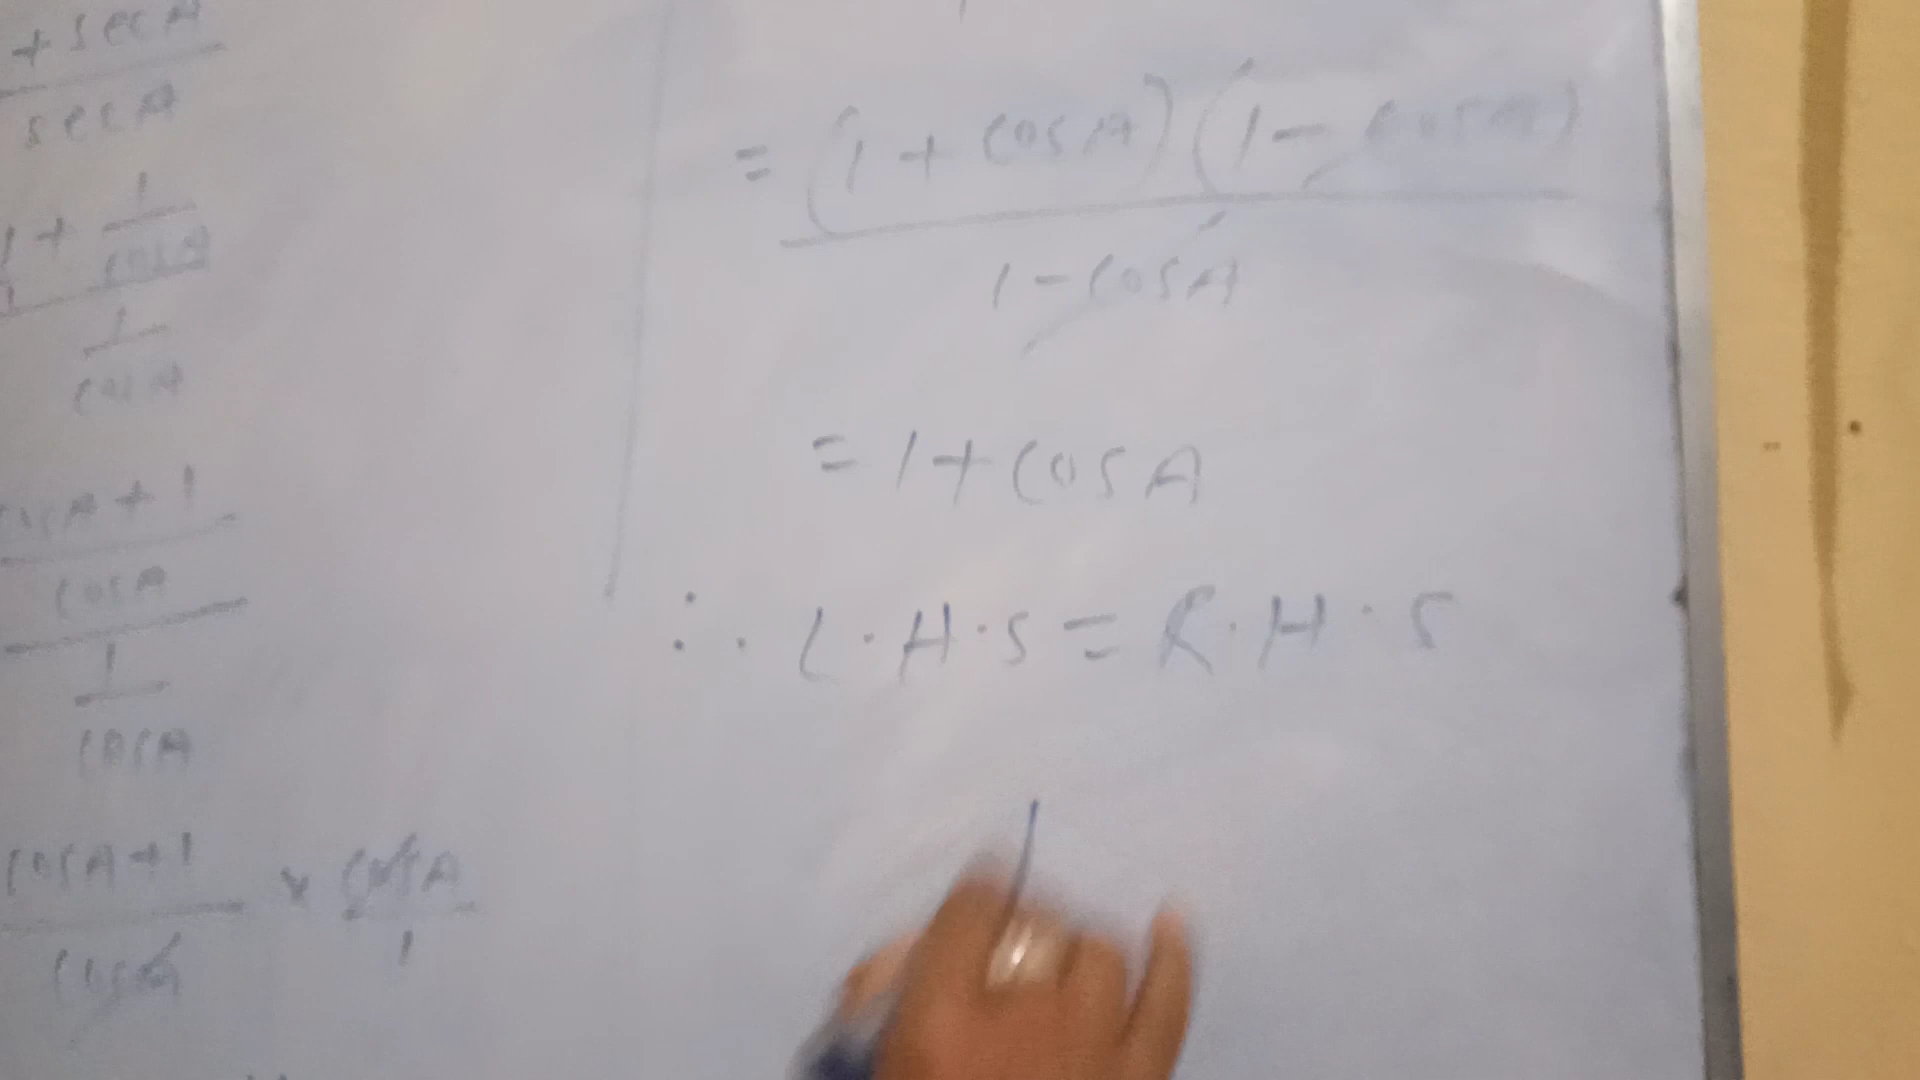 + sec A
sec A
1 + 1
cos A
1
cos A
cos A + 1
cos A
1
cos A
cos A + 1 × cos A
cos A 1
= (1 + cos A) (1 - cos A)
1 - cos A
= 1 + cos A
∴ . L.H.S = R.H.S